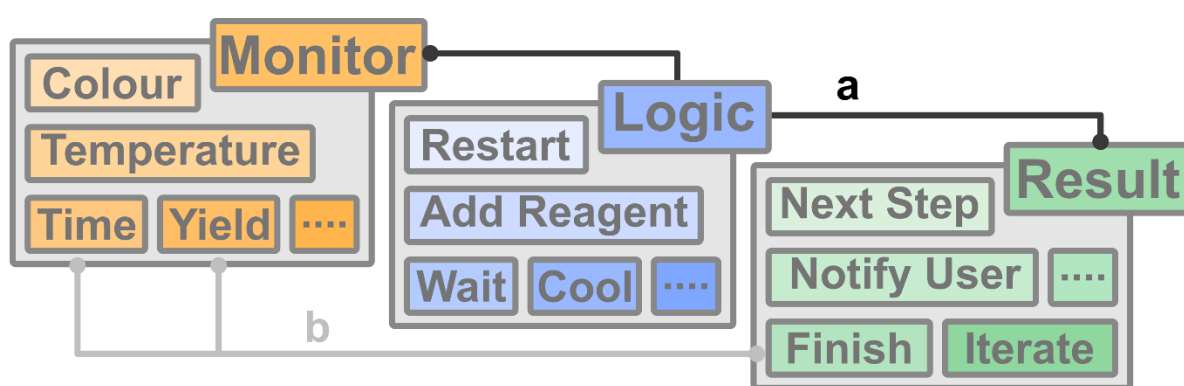 Monitor
Colour
Temperature
Time Yield ....
Logic
Restart
Add Reagent
Wait Cool ....
a
Result
Next Step
Notify User ....
Finish Iterate
b